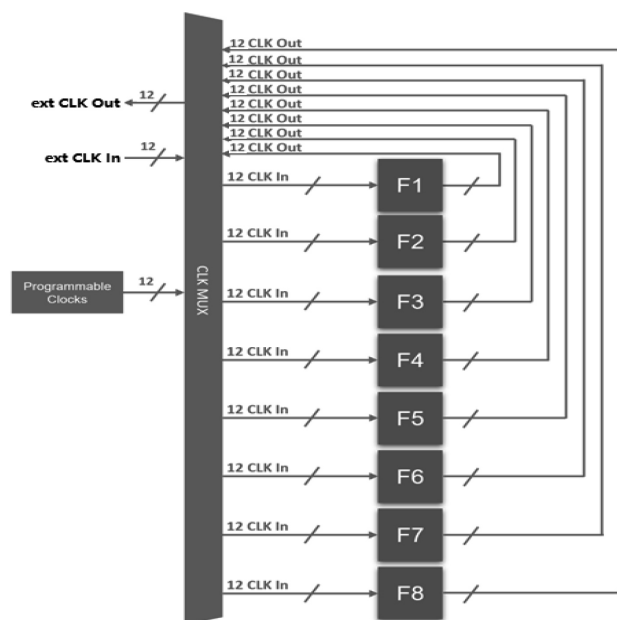 12 CLK Out
12 CLK Out
12 CLK Out
12 CLK Out
12 CLK Out
12 CLK Out
12 CLK Out
12 CLK Out
12
ext CLK Out
12
ext CLK In
12 CLK In
F1
12 CLK In
F2
Programmable
Clocks
12
CLK MUX
12 CLK In
F3
12 CLK In
F4
12 CLK In
F5
12 CLK In
F6
12 CLK In
F7
12 CLK In
F8